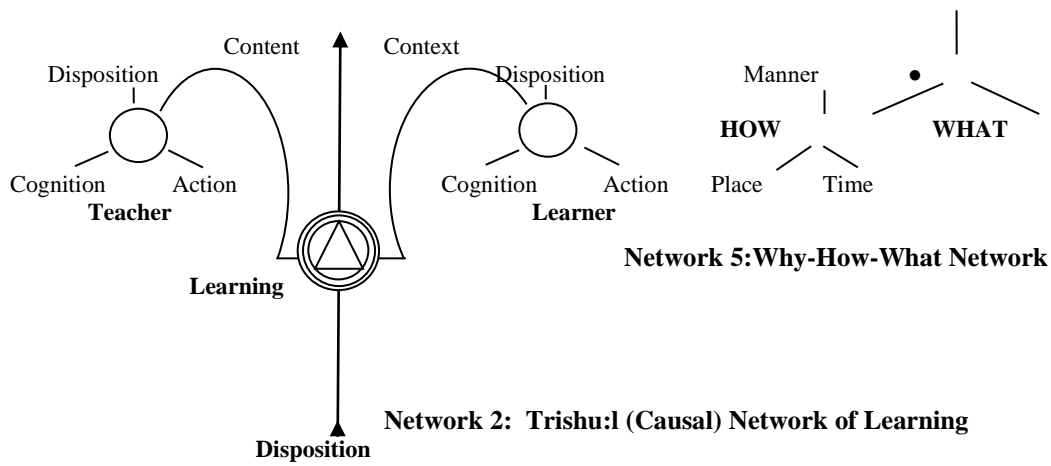 Content Context
Disposition Disposition Manner •
HOW WHAT
Cognition Action Cognition Action Place Time
Teacher Learner
Network 5:Why-How-What Network
Learning
Network 2: Trishu:l (Causal) Network of Learning
Disposition